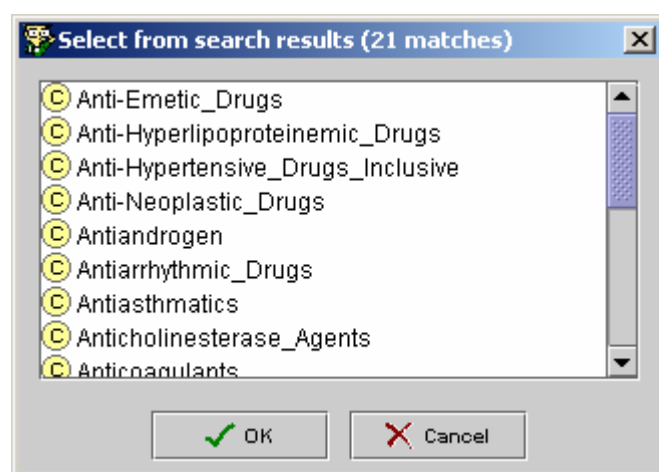 Select from search results (21 matches)
C Anti-Emetic_Drugs
C Anti-Hyperlipoproteinemic_Drugs
C Anti-Hypertensive_Drugs_Inclusive
C Anti-Neoplastic_Drugs
C Antiandrogen
C Antiarrhythmic_Drugs
C Antiasthmatics
C Anticholinesterase_Agents
C Anticoagulants
OK Cancel